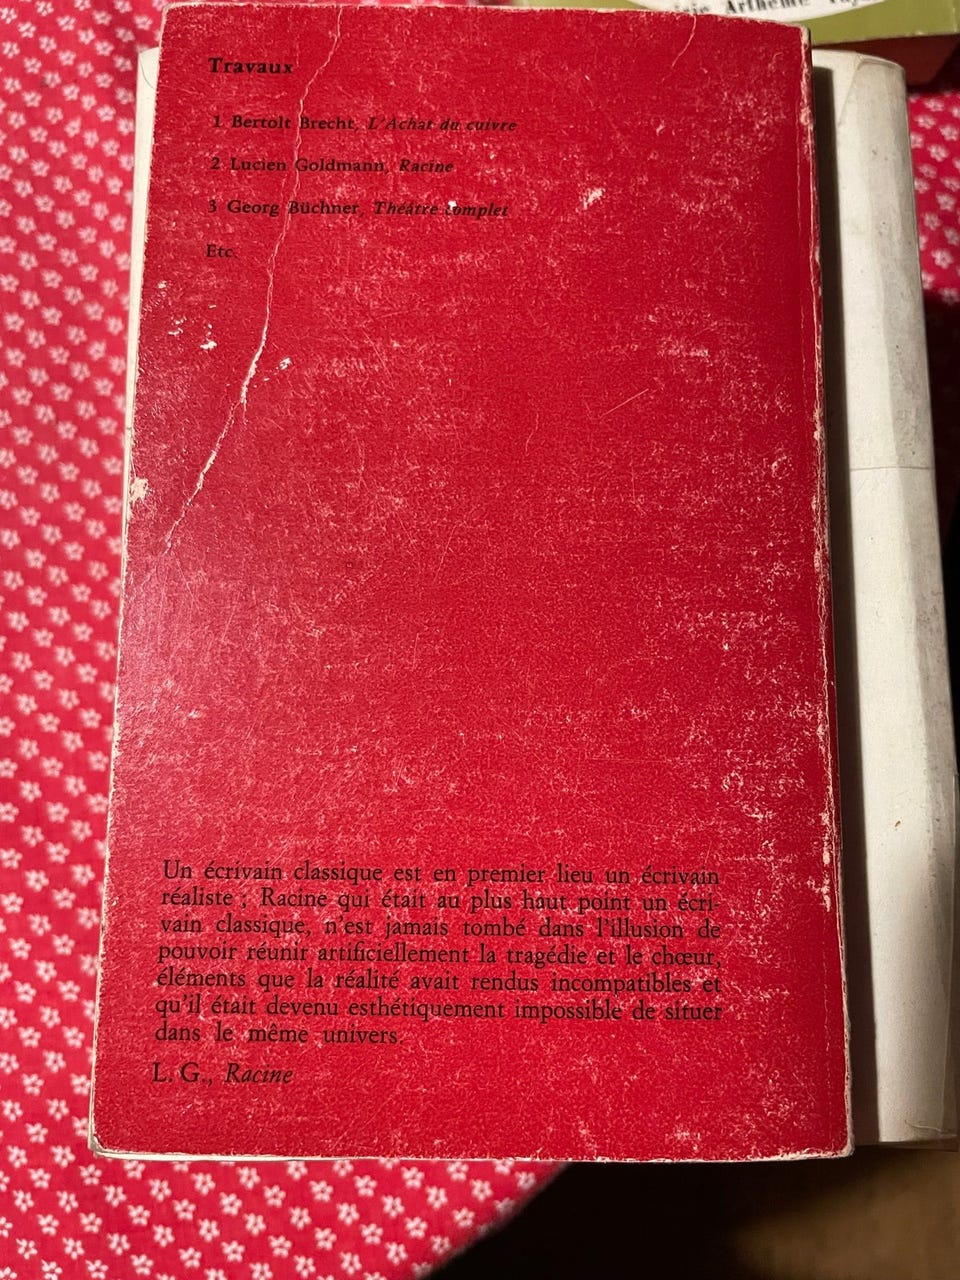 Arthème
Travaux
1 Bertolt Brecht, L'Achat du cuivre
2 Lucien Goldmann, Racine
3 Georg Büchner, Théâtre complet
Etc.
Un écrivain classique est en premier lieu un écrivain
réaliste ; Racine qui était au plus haut point un écri-
vain classique, n'est jamais tombé dans l'illusion de
pouvoir réunir artificiellement la tragédie et le chœur,
éléments que la réalité avait rendus incompatibles et
qu'il était devenu esthétiquement impossible de situer
dans le même univers.
L. G., Racine